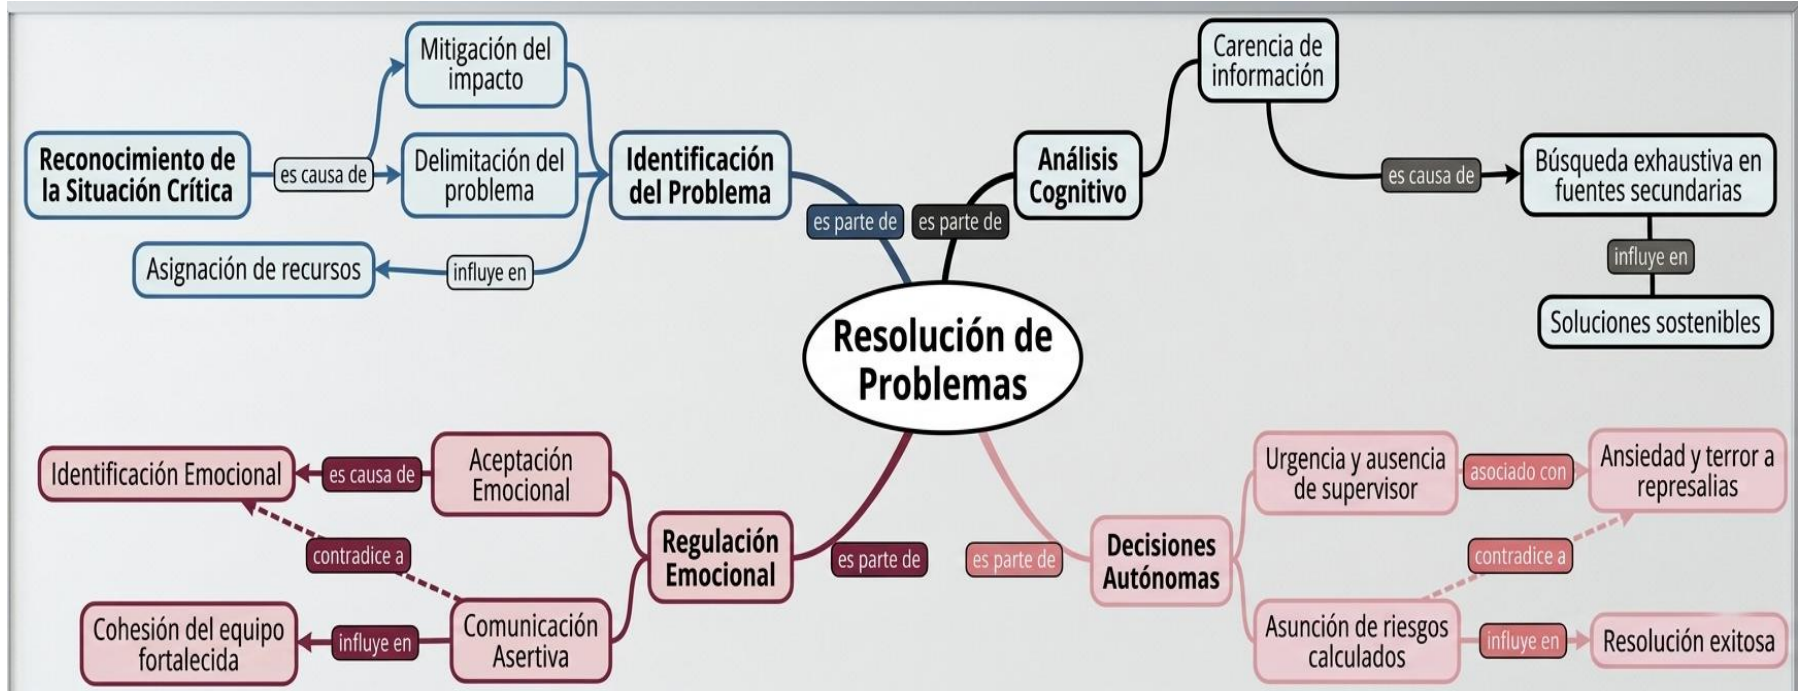 Mitigación del
impacto
Reconocimiento de
la Situación Crítica
es causa de
Delimitación del
problema
Identificación
del Problema
Asignación de recursos
influye en
es parte de
Carencia de
información
Análisis
Cognitivo
es parte de
es causa de
Búsqueda exhaustiva en
fuentes secundarias
influye en
Soluciones sostenibles
Resolución de
Problemas
Identificación Emocional
es causa de
Aceptación
Emocional
contradice a
Regulación
Emocional
es parte de
Cohesión del equipo
fortalecida
influye en
Comunicación
Asertiva
es parte de
Decisiones
Autónomas
Urgencia y ausencia
de supervisor
asociado con
Ansiedad y terror a
represalias
contradice a
Asunción de riesgos
calculados
influye en
Resolución exitosa